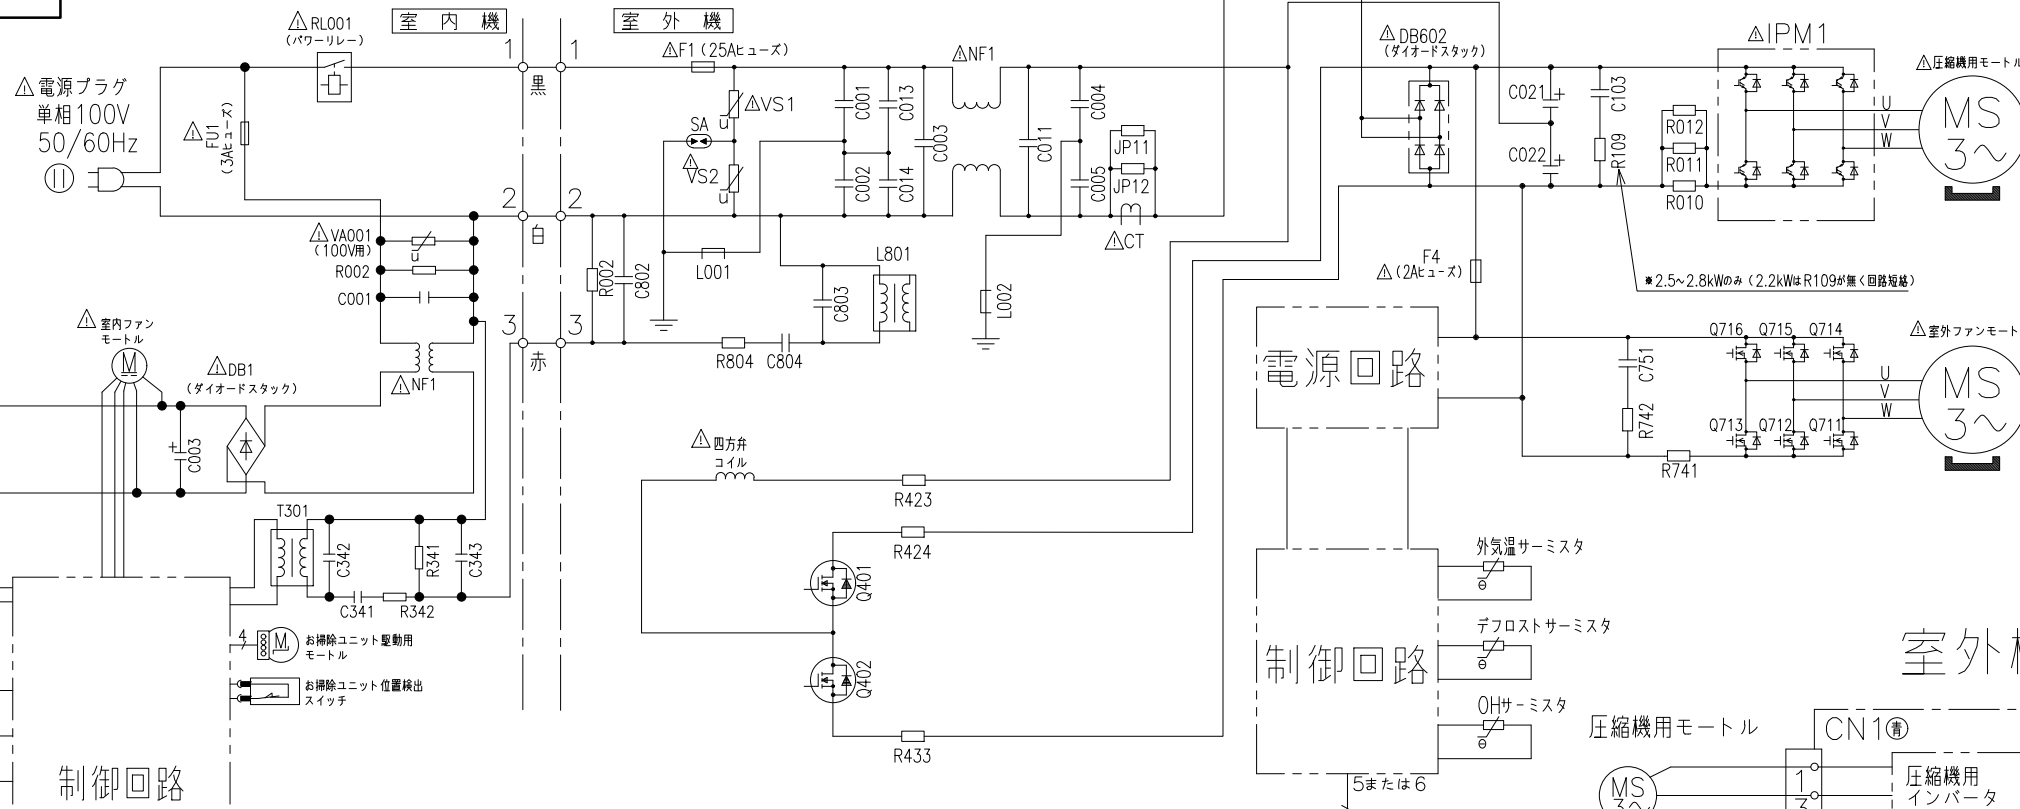 ⚠ RL001
(パワーリレー)
室内機
室外機
⚠ 電源プラグ
単相100V
50/60Hz
⚠ FU1
(3Aヒューズ)
1
1
黒
2
2
白
3
3
赤
⚠F1 (25Aヒューズ)
⚠VS1
u
SA
⚠
VS2
u
C001
C013
C002
C014
C003
⚠NF1
C011
C004
C005
JP11
JP12
⚠CT
L001
L002
⚠ VA001
(100V用)
u
R002
C001
R002
C802
C803
L801
R804
C804
⚠ 室内ファン
モートル
M
⚠DB1
(ダイオードスタック)
⚠NF1
+
C003
T301
C342
R341
C343
C341
R342
4
M
お掃除ユニット駆動用
モートル
お掃除ユニット位置検出
スイッチ
制御回路
⚠ 四方弁
コイル
R423
R424
Q401
Q402
R433
⚠ DB602
(ダイオードスタック)
C021
+
C022
+
C103
R109
R012
R011
R010
⚠IPM1
⚠圧縮機用モートル
U
V
W
MS
3～
F4
⚠ (2Aヒューズ)
※2.5~2.8kWのみ (2.2kWはR109が無く回路短絡)
電源回路
C751
R742
R741
Q716
Q715
Q714
Q713
Q712
Q711
⚠ 室外ファンモート
U
V
W
MS
3～
制御回路
外気温サーミスタ
θ
デフロストサーミスタ
θ
OHサーミスタ
θ
5または6
室外
圧縮機用モートル
CN1㊥青
MS
3～
1
3
圧縮機用
インバータ